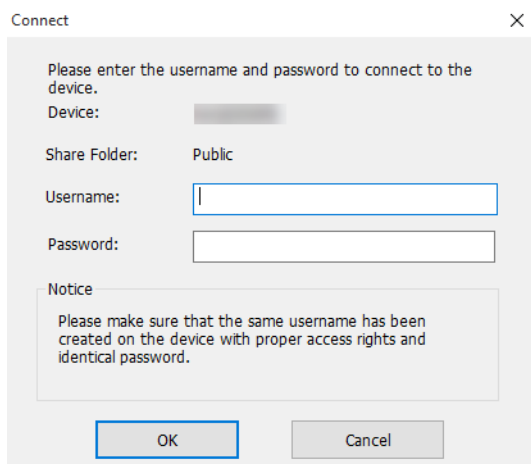 Connect
Please enter the username and password to connect to the
device.
Device:
Share Folder: Public
Username:
Password:
Notice
Please make sure that the same username has been
created on the device with proper access rights and
identical password.
OK Cancel